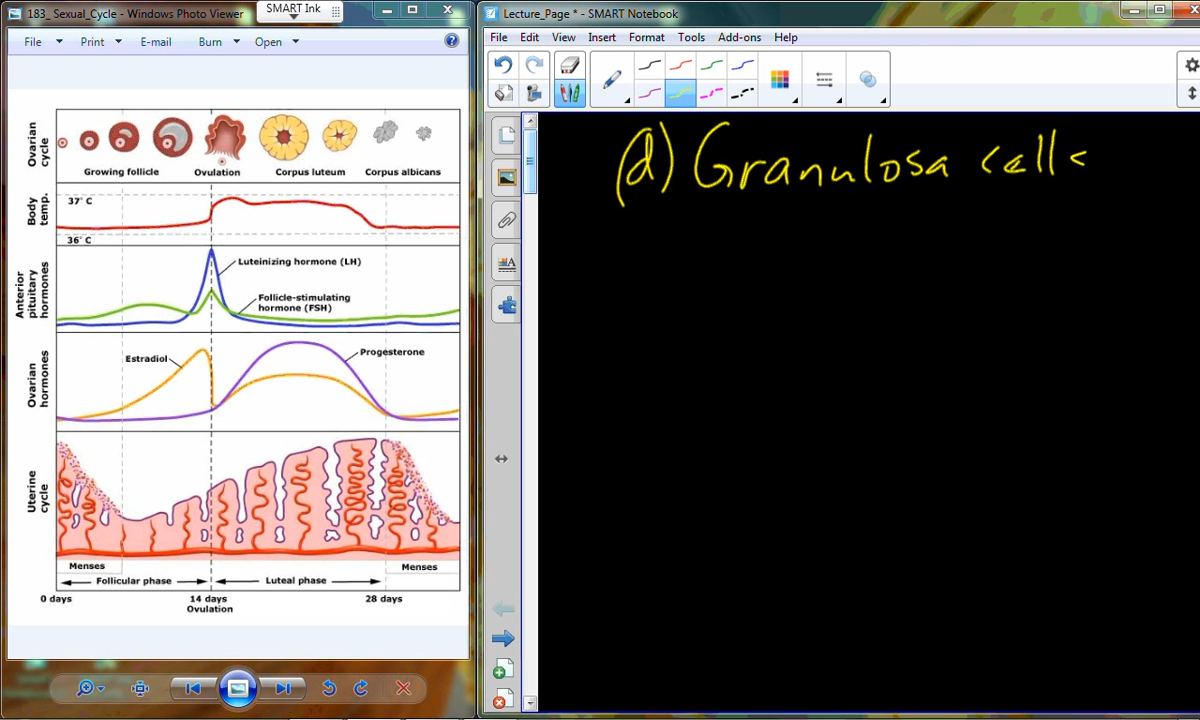 183_Sexual_Cycle - Windows Photo Viewer
SMART Ink
File Print E-mail Burn Open
Ovarian cycle
Growing follicle Ovulation Corpus luteum Corpus albicans
Body temp.
37° C
36° C
Anterior pituitary hormones
Luteinizing hormone (LH)
Follicle-stimulating
hormone (FSH)
Ovarian hormones
Estradiol
Progesterone
Uterine cycle
Menses
Menses
Follicular phase
Luteal phase
0 days
14 days
Ovulation
28 days
Lecture_Page * - SMART Notebook
File Edit View Insert Format Tools Add-ons Help
(d) Granulosa cells